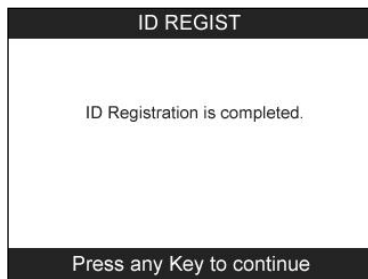 ID REGIST
ID Registration is completed.
Press any Key to continue